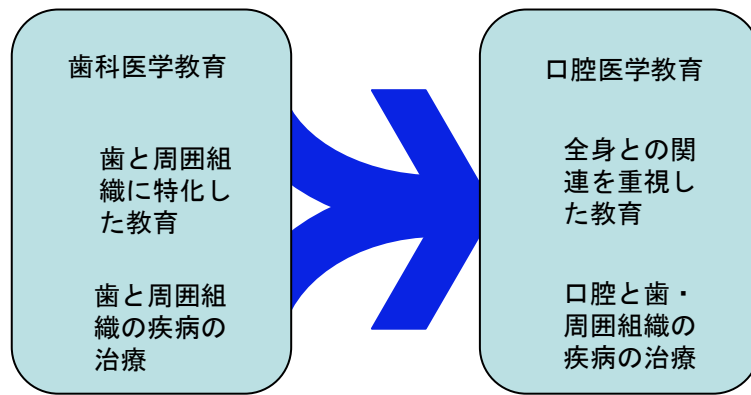 歯科医学教育
歯と周囲組
織に特化し
た教育
歯と周囲組
織の疾病の
治療
口腔医学教育
全身との関
連を重視し
た教育
口腔と歯・
周囲組織の
疾病の治療